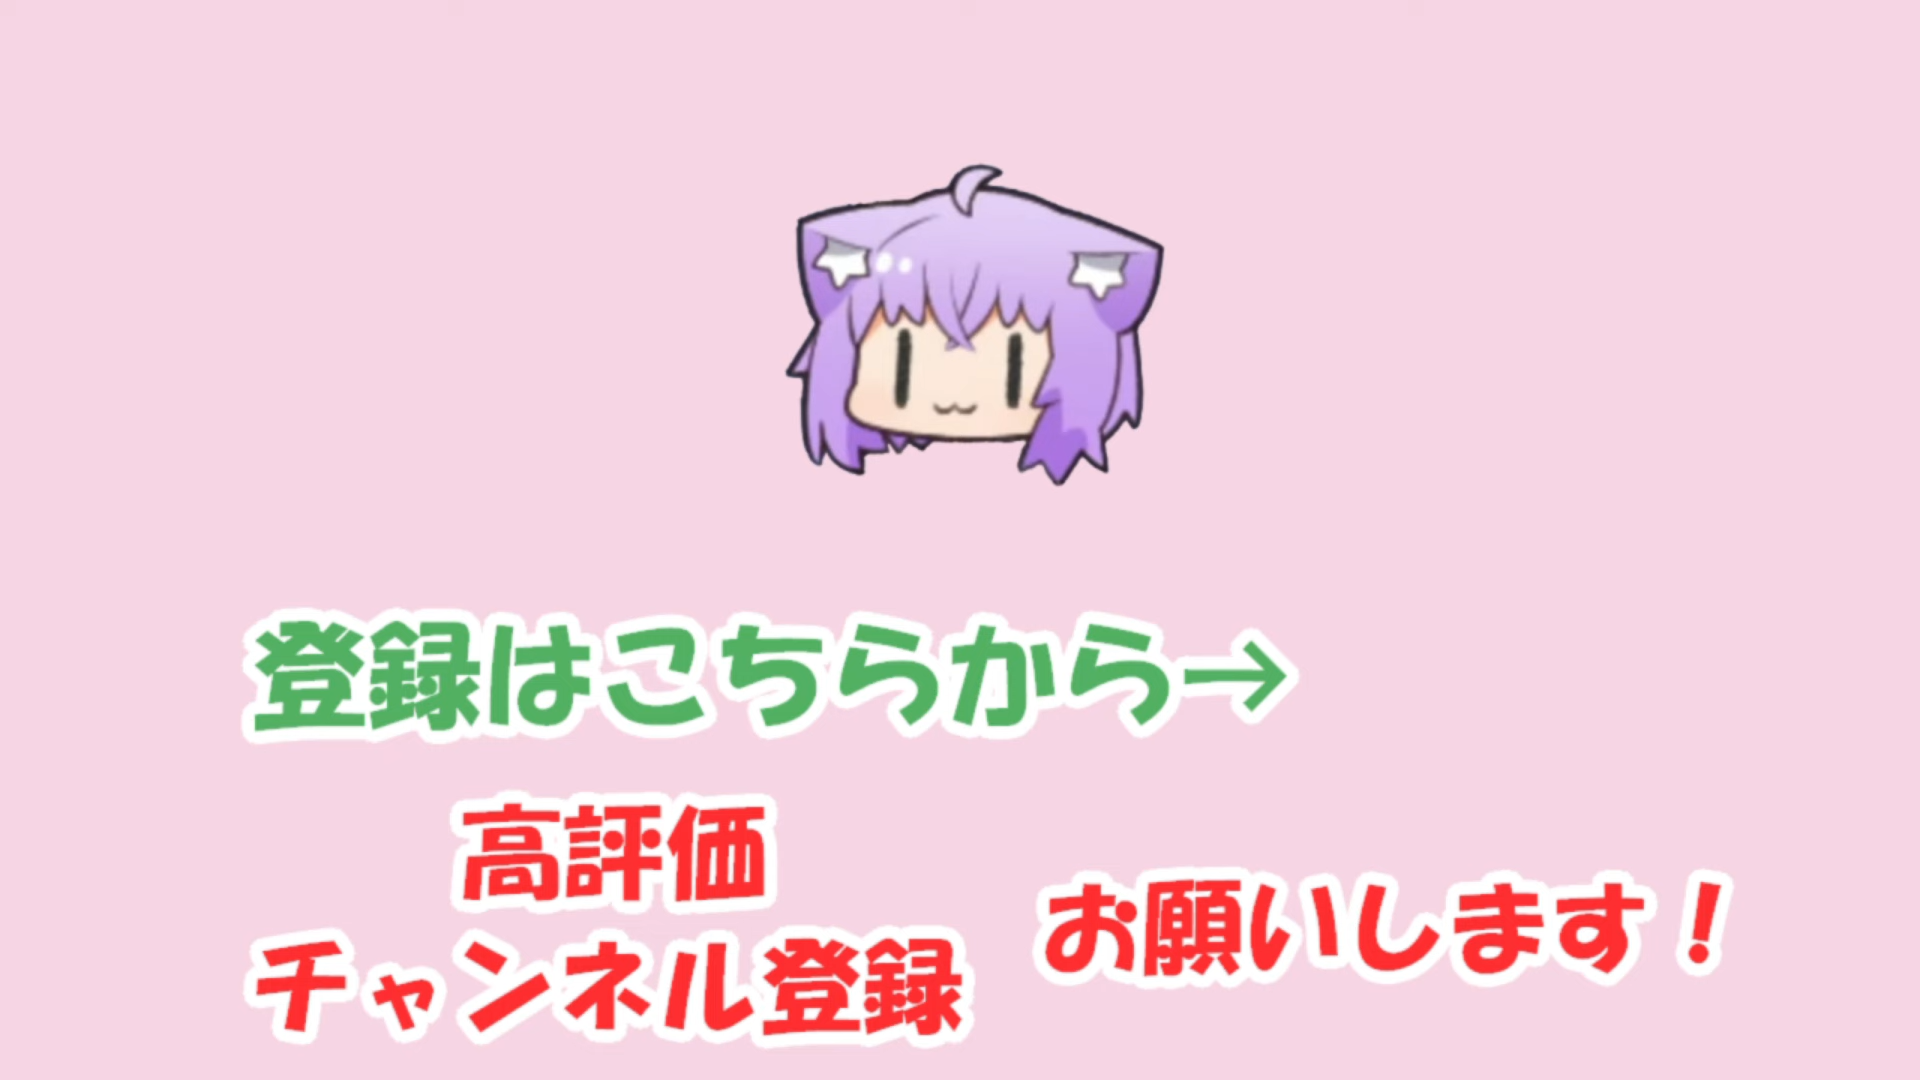 登録はこちらから→
高評価
チャンネル登録
お願いします！